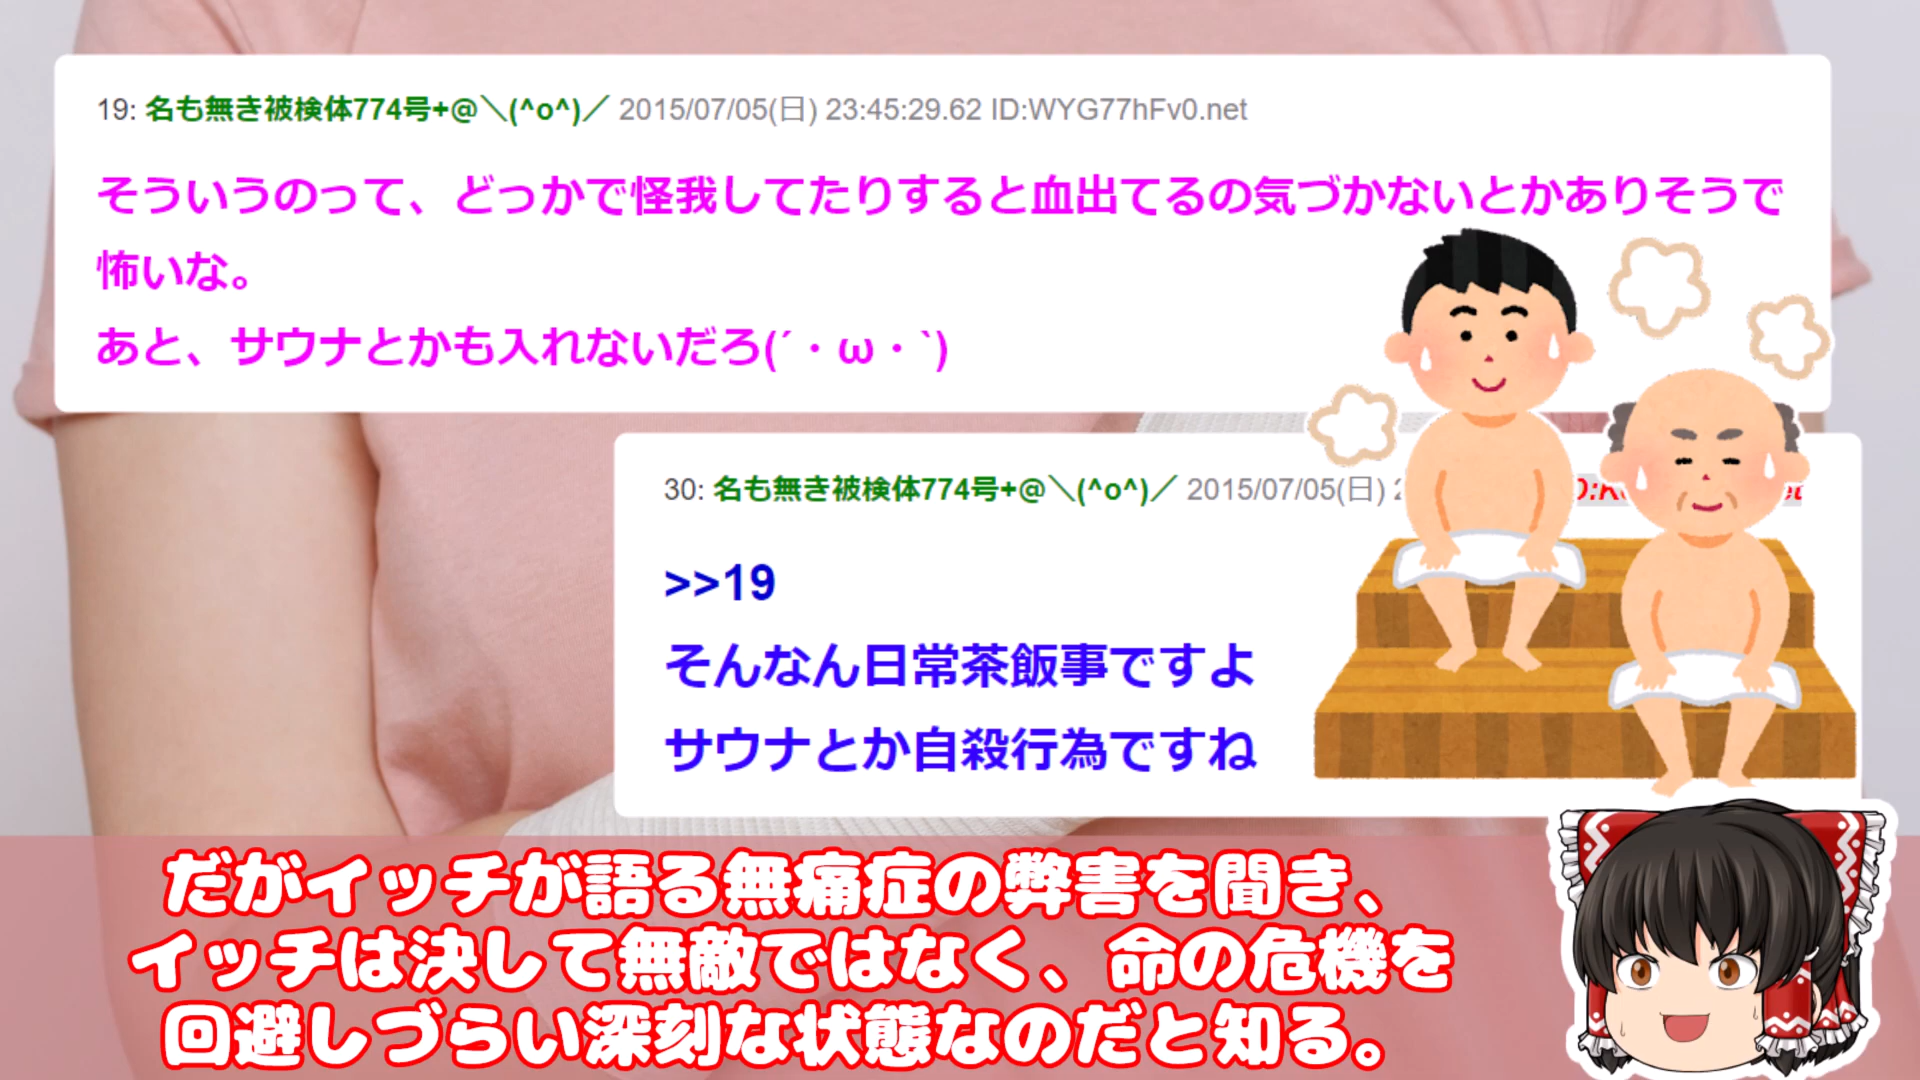 19: 名も無き被検体774号+@＼(^o^)／ 2015/07/05(日) 23:45:29.62 ID:WYG77hFv0.net
そういうのって、どっかで怪我してたりすると血出てるの気づかないとかありそうで
怖いな。
あと、サウナとかも入れないだろ(´・ω・`)
30: 名も無き被検体774号+@＼(^o^)／ 2015/07/05(日)
>>19
そんなん日常茶飯事ですよ
サウナとか自殺行為ですね
だがイッチが語る無痛症の弊害を聞き、
イッチは決して無敵ではなく、命の危機を
回避しづらい深刻な状態なのだと知る。